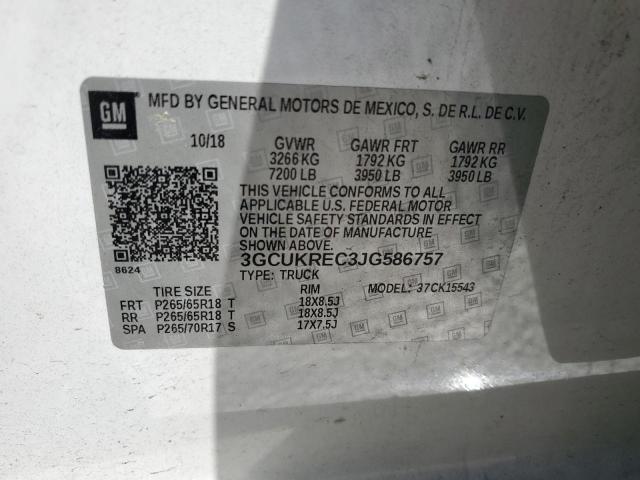 GM MFD BY GENERAL MOTORS DE MEXICO, S. DE R.L. DE C.V.
10/18 GVWR GAWR FRT GAWR RR
3266 KG 1792 KG 1792 KG
7200 LB 3950 LB 3950 LB
THIS VEHICLE CONFORMS TO ALL
APPLICABLE U.S. FEDERAL MOTOR
VEHICLE SAFETY STANDARDS IN EFFECT
ON THE DATE OF MANUFACTURE
SHOWN ABOVE.
3GCUKREC3JG586757
8624 TYPE: TRUCK MODEL: 37CK15543
TIRE SIZE RIM
FRT P265/65R18 T 18X8.5J
RR P265/65R18 T 18X8.5J
SPA P265/70R17 S 17X7.5J